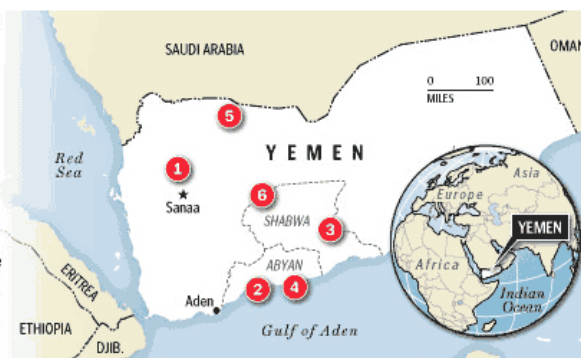 SAUDI ARABIA
OMAN
0 100
MILES
5
Red
Sea
1
YEMEN
Sanaa
6
SHABWA
3
ABYAN
2
4
Aden
Gulf of Aden
ERITREA
ETHIOPIA
DJIB.
Europe
Asia
YEMEN
Africa
Indian
Ocean